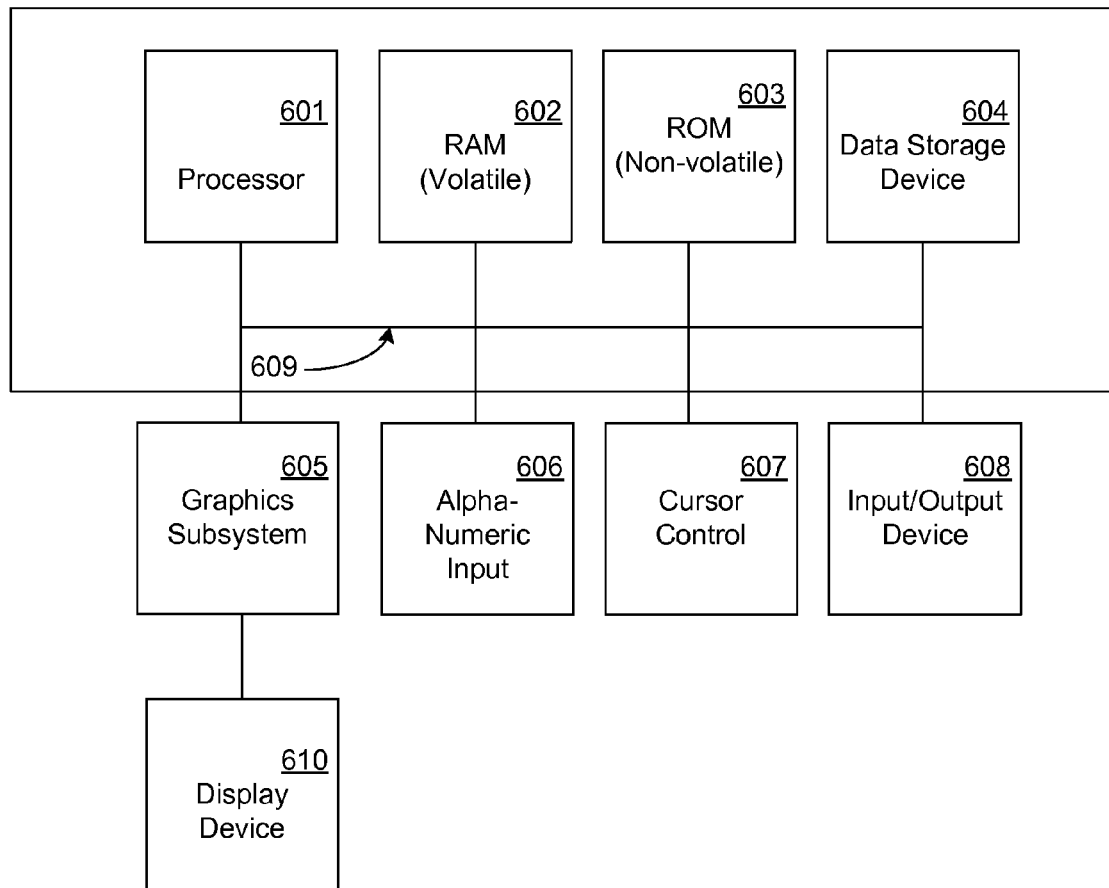 601
Processor
602
RAM
(Volatile)
603
ROM
(Non-volatile)
604
Data Storage
Device
609
605
Graphics
Subsystem
606
Alpha-
Numeric
Input
607
Cursor
Control
608
Input/Output
Device
610
Display
Device